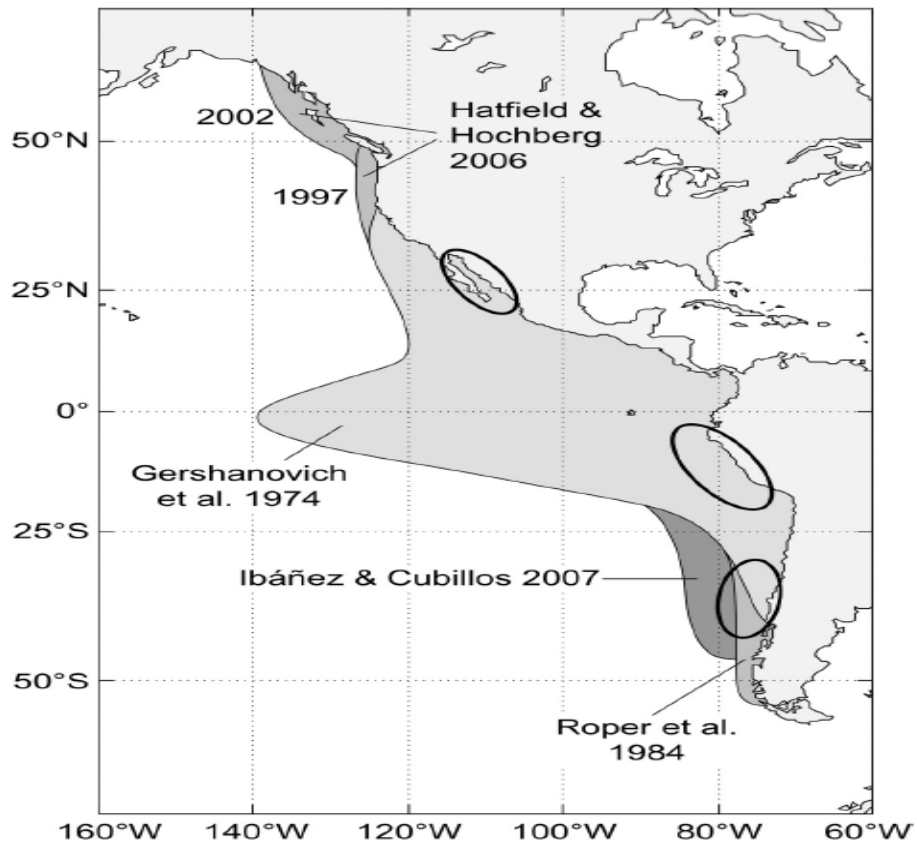 2002
Hatfield &
Hochberg
2006
50°N
1997
25°N
0°
Gershanovich
et al. 1974
25°S
Ibáñez & Cubillos 2007
50°S
Roper et al.
1984
160°W 140°W 120°W 100°W 80°W 60°W